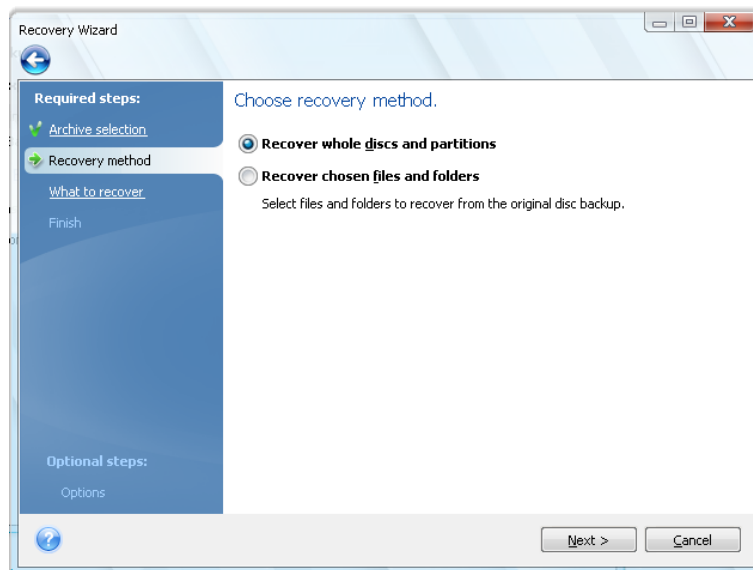 Recovery Wizard
Required steps:
Archive selection
Recovery method
What to recover
Finish
Optional steps:
Options
Choose recovery method.
Recover whole discs and partitions
Recover chosen files and folders
Select files and folders to recover from the original disc backup.
Next >
Cancel